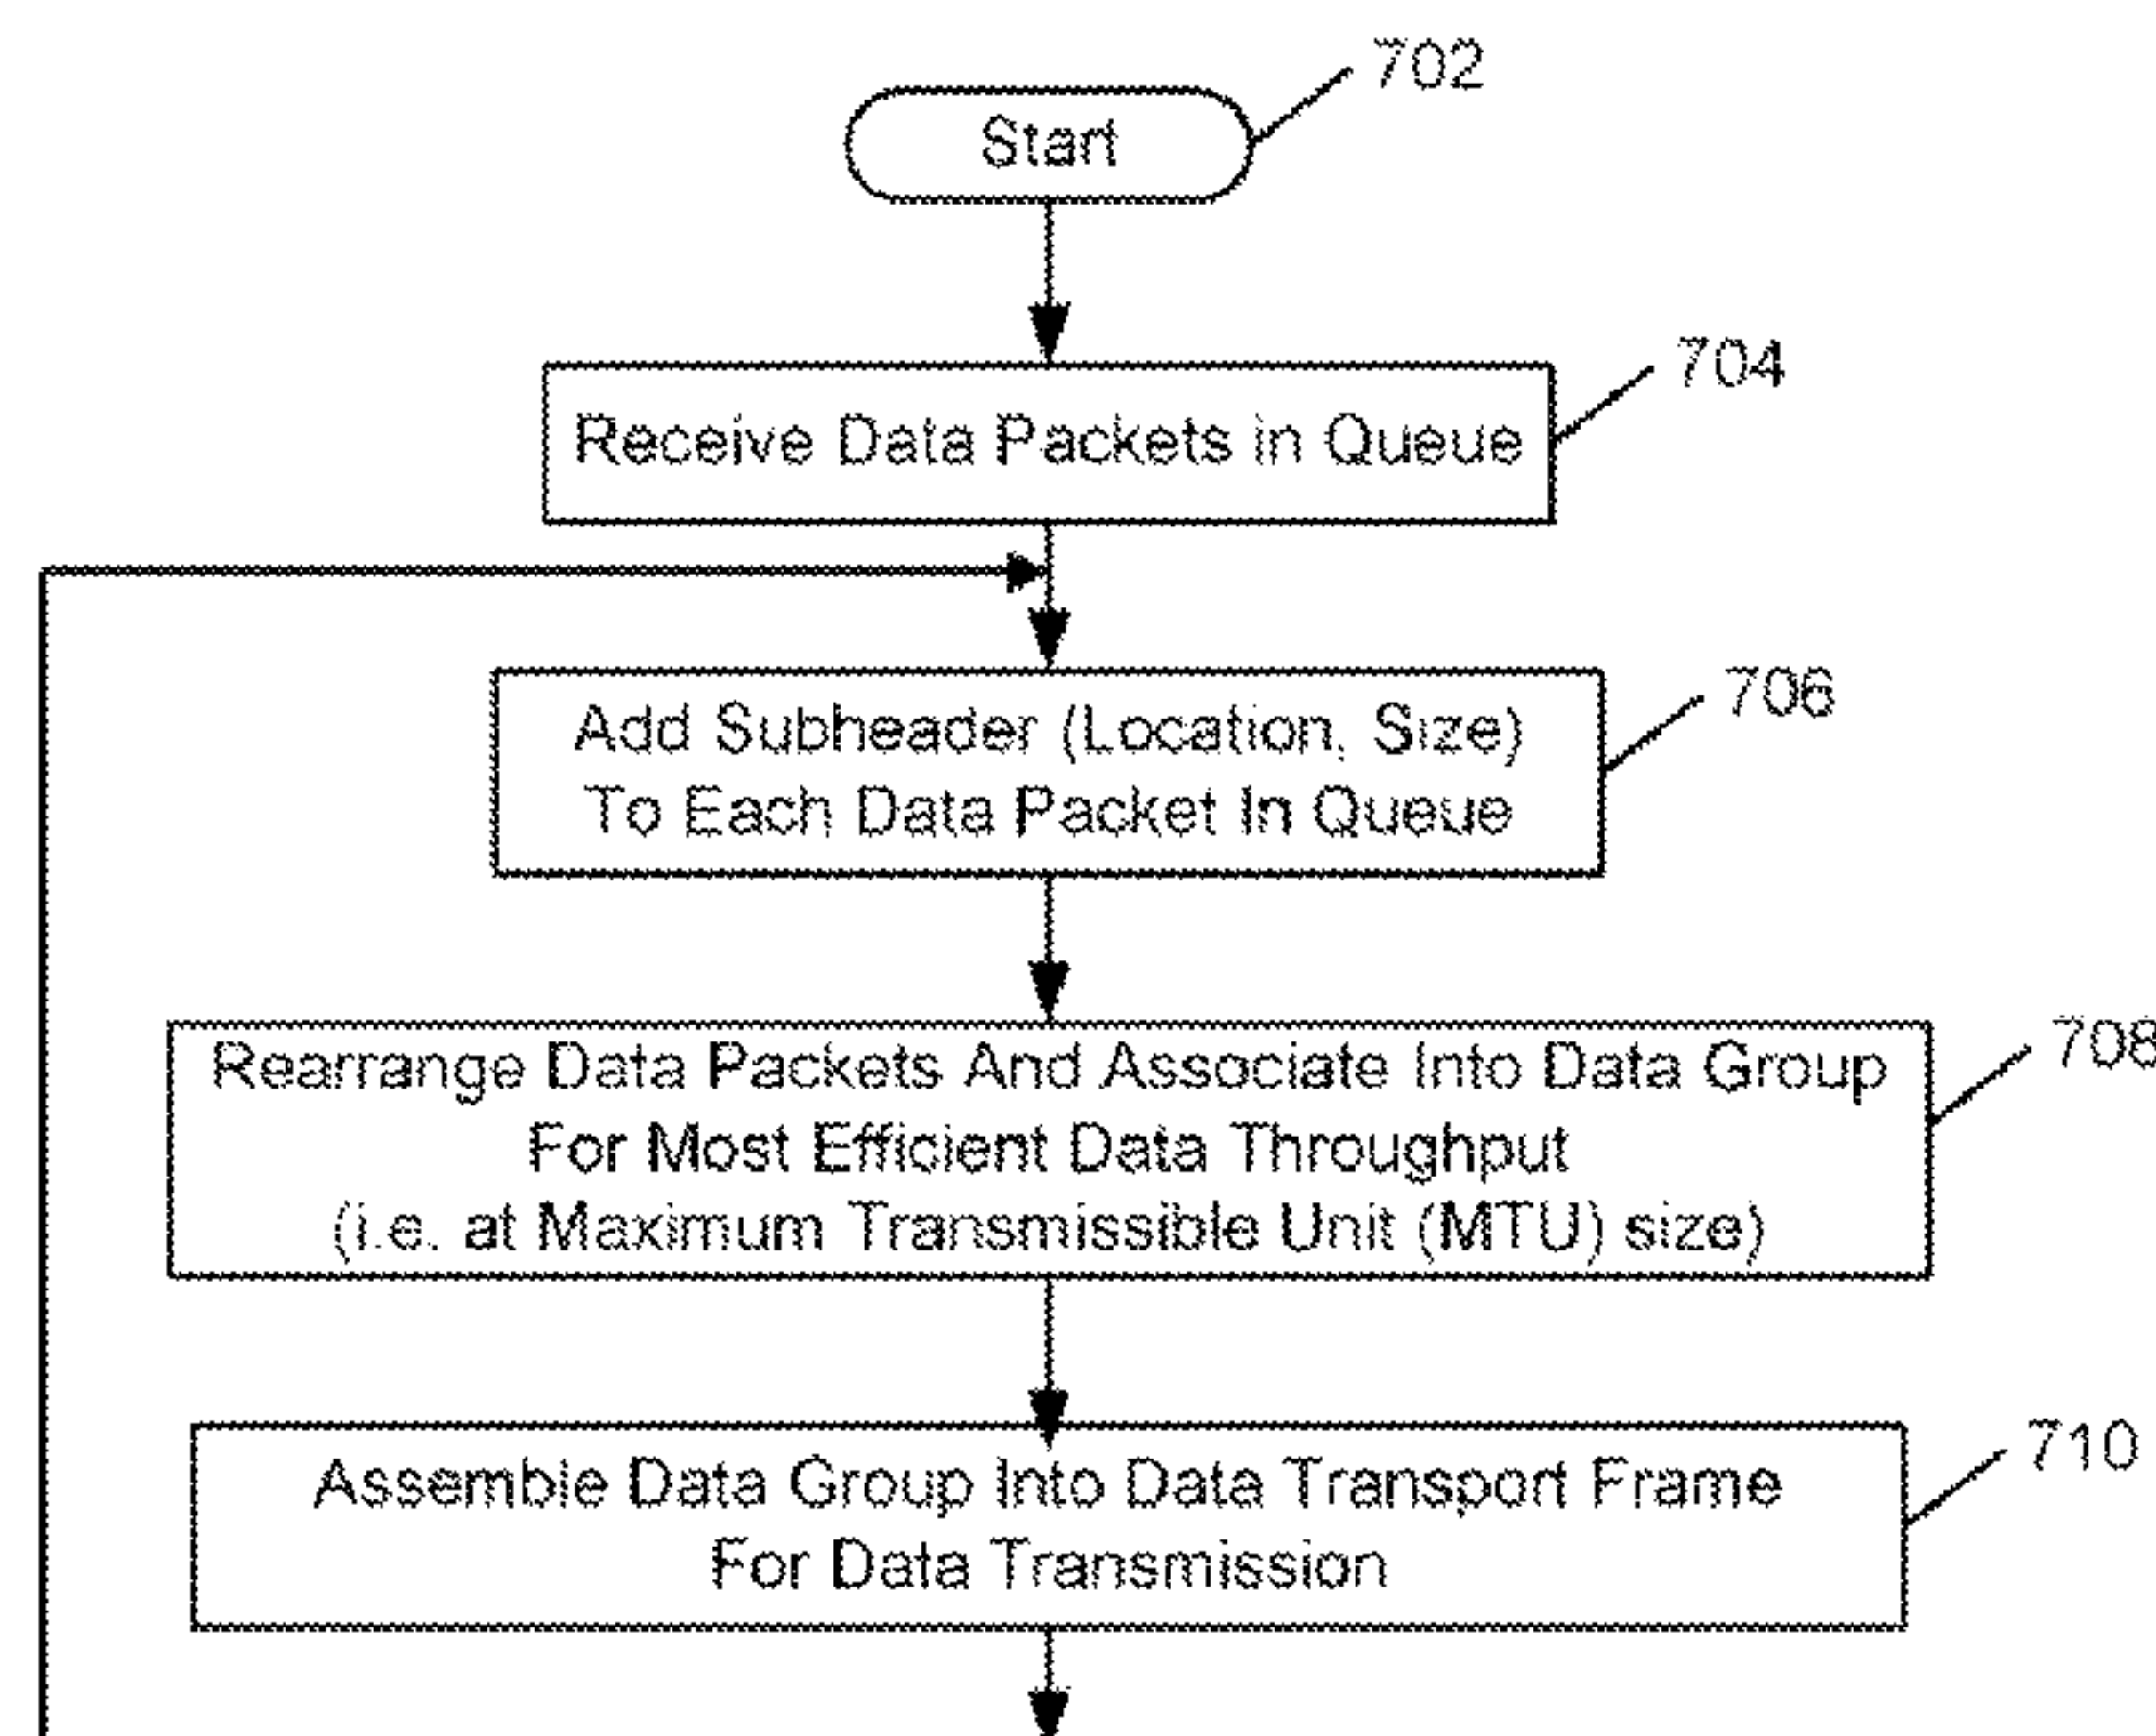 702
Start
704
Receive Data Packets in Queue
706
Add Subheader (Location, Size)
To Each Data Packet In Queue
708
Rearrange Data Packets And Associate Into Data Group
For Most Efficient Data Throughput
(i.e. at Maximum Transmissible Unit (MTU) size)
710
Assemble Data Group Into Data Transport Frame
For Data Transmission